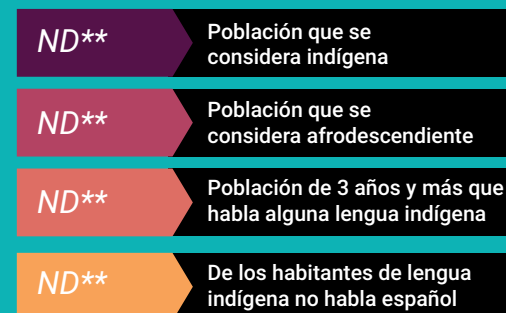 ND**
Población que se
considera indígena
ND**
Población que se
considera afrodescendiente
ND**
Población de 3 años y más que
habla alguna lengua indígena
ND**
De los habitantes de lengua
indígena no habla español